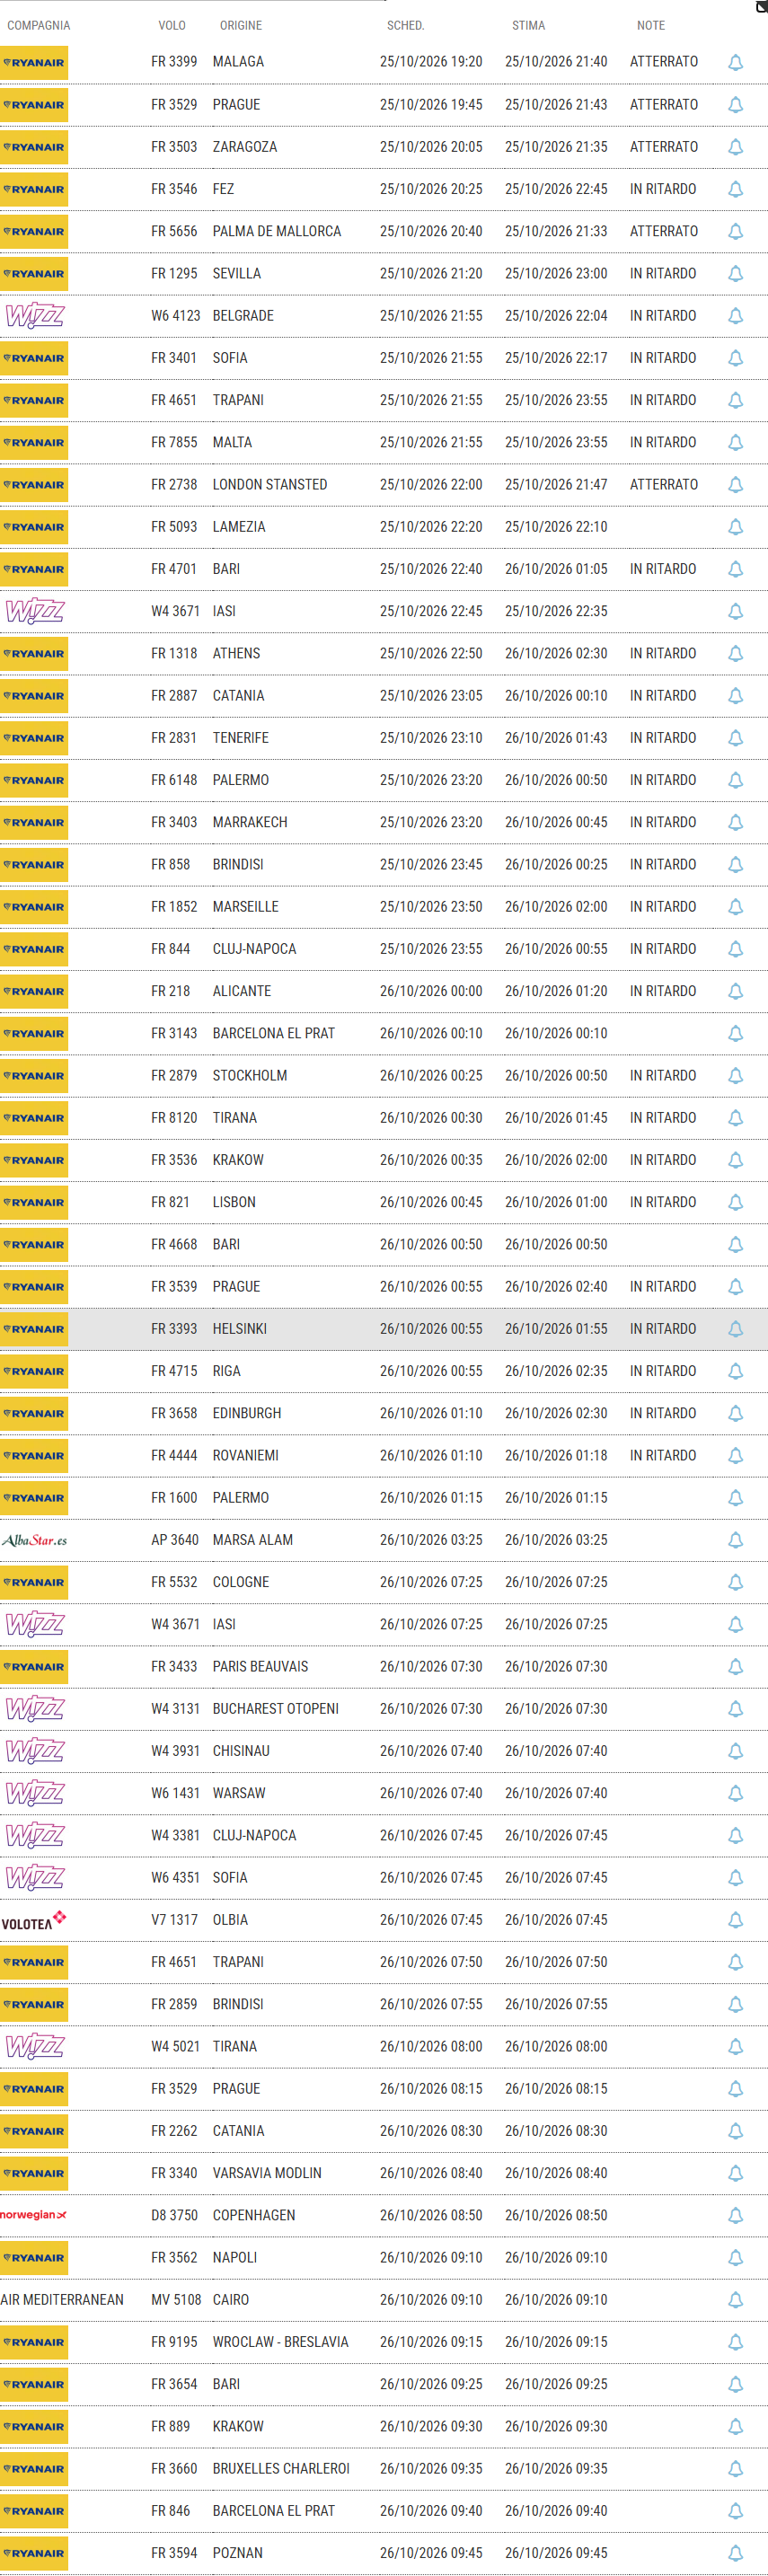 COMPAGNIA VOLO ORIGINE SCHED. STIMA NOTE
RYANAIR FR 3399 MALAGA 25/10/2026 19:20 25/10/2026 21:40 ATTERRATO
RYANAIR FR 3529 PRAGUE 25/10/2026 19:45 25/10/2026 21:43 ATTERRATO
RYANAIR FR 3503 ZARAGOZA 25/10/2026 20:05 25/10/2026 21:35 ATTERRATO
RYANAIR FR 3546 FEZ 25/10/2026 20:25 25/10/2026 22:45 IN RITARDO
RYANAIR FR 5656 PALMA DE MALLORCA 25/10/2026 20:40 25/10/2026 21:33 ATTERRATO
RYANAIR FR 1295 SEVILLA 25/10/2026 21:20 25/10/2026 23:00 IN RITARDO
WIZZ W6 4123 BELGRADE 25/10/2026 21:55 25/10/2026 22:04 IN RITARDO
RYANAIR FR 3401 SOFIA 25/10/2026 21:55 25/10/2026 22:17 IN RITARDO
RYANAIR FR 4651 TRAPANI 25/10/2026 21:55 25/10/2026 23:55 IN RITARDO
RYANAIR FR 7855 MALTA 25/10/2026 21:55 25/10/2026 23:55 IN RITARDO
RYANAIR FR 2738 LONDON STANSTED 25/10/2026 22:00 25/10/2026 21:47 ATTERRATO
RYANAIR FR 5093 LAMEZIA 25/10/2026 22:20 25/10/2026 22:10
RYANAIR FR 4701 BARI 25/10/2026 22:40 26/10/2026 01:05 IN RITARDO
WIZZ W4 3671 IASI 25/10/2026 22:45 25/10/2026 22:35
RYANAIR FR 1318 ATHENS 25/10/2026 22:50 26/10/2026 02:30 IN RITARDO
RYANAIR FR 2887 CATANIA 25/10/2026 23:05 26/10/2026 00:10 IN RITARDO
RYANAIR FR 2831 TENERIFE 25/10/2026 23:10 26/10/2026 01:43 IN RITARDO
RYANAIR FR 6148 PALERMO 25/10/2026 23:20 26/10/2026 00:50 IN RITARDO
RYANAIR FR 3403 MARRAKECH 25/10/2026 23:20 26/10/2026 00:45 IN RITARDO
RYANAIR FR 858 BRINDISI 25/10/2026 23:45 26/10/2026 00:25 IN RITARDO
RYANAIR FR 1852 MARSEILLE 25/10/2026 23:50 26/10/2026 02:00 IN RITARDO
RYANAIR FR 844 CLUJ-NAPOCA 25/10/2026 23:55 26/10/2026 00:55 IN RITARDO
RYANAIR FR 218 ALICANTE 26/10/2026 00:00 26/10/2026 01:20 IN RITARDO
RYANAIR FR 3143 BARCELONA EL PRAT 26/10/2026 00:10 26/10/2026 00:10
RYANAIR FR 2879 STOCKHOLM 26/10/2026 00:25 26/10/2026 00:50 IN RITARDO
RYANAIR FR 8120 TIRANA 26/10/2026 00:30 26/10/2026 01:45 IN RITARDO
RYANAIR FR 3536 KRAKOW 26/10/2026 00:35 26/10/2026 02:00 IN RITARDO
RYANAIR FR 821 LISBON 26/10/2026 00:45 26/10/2026 01:00 IN RITARDO
RYANAIR FR 4668 BARI 26/10/2026 00:50 26/10/2026 00:50
RYANAIR FR 3539 PRAGUE 26/10/2026 00:55 26/10/2026 02:40 IN RITARDO
RYANAIR FR 3393 HELSINKI 26/10/2026 00:55 26/10/2026 01:55 IN RITARDO
RYANAIR FR 4715 RIGA 26/10/2026 00:55 26/10/2026 02:35 IN RITARDO
RYANAIR FR 3658 EDINBURGH 26/10/2026 01:10 26/10/2026 02:30 IN RITARDO
RYANAIR FR 4444 ROVANIEMI 26/10/2026 01:10 26/10/2026 01:18 IN RITARDO
RYANAIR FR 1600 PALERMO 26/10/2026 01:15 26/10/2026 01:15
AlbaStar.es AP 3640 MARSA ALAM 26/10/2026 03:25 26/10/2026 03:25
RYANAIR FR 5532 COLOGNE 26/10/2026 07:25 26/10/2026 07:25
WIZZ W4 3671 IASI 26/10/2026 07:25 26/10/2026 07:25
RYANAIR FR 3433 PARIS BEAUVAIS 26/10/2026 07:30 26/10/2026 07:30
WIZZ W4 3131 BUCHAREST OTOPENI 26/10/2026 07:30 26/10/2026 07:30
WIZZ W4 3931 CHISINAU 26/10/2026 07:40 26/10/2026 07:40
WIZZ W6 1431 WARSAW 26/10/2026 07:40 26/10/2026 07:40
WIZZ W4 3381 CLUJ-NAPOCA 26/10/2026 07:45 26/10/2026 07:45
WIZZ W6 4351 SOFIA 26/10/2026 07:45 26/10/2026 07:45
VOLOTEA V7 1317 OLBIA 26/10/2026 07:45 26/10/2026 07:45
RYANAIR FR 4651 TRAPANI 26/10/2026 07:50 26/10/2026 07:50
RYANAIR FR 2859 BRINDISI 26/10/2026 07:55 26/10/2026 07:55
WIZZ W4 5021 TIRANA 26/10/2026 08:00 26/10/2026 08:00
RYANAIR FR 3529 PRAGUE 26/10/2026 08:15 26/10/2026 08:15
RYANAIR FR 2262 CATANIA 26/10/2026 08:30 26/10/2026 08:30
RYANAIR FR 3340 VARSAVIA MODLIN 26/10/2026 08:40 26/10/2026 08:40
norwegian D8 3750 COPENHAGEN 26/10/2026 08:50 26/10/2026 08:50
RYANAIR FR 3562 NAPOLI 26/10/2026 09:10 26/10/2026 09:10
AIR MEDITERRANEAN MV 5108 CAIRO 26/10/2026 09:10 26/10/2026 09:10
RYANAIR FR 9195 WROCLAW - BRESLAVIA 26/10/2026 09:15 26/10/2026 09:15
RYANAIR FR 3654 BARI 26/10/2026 09:25 26/10/2026 09:25
RYANAIR FR 889 KRAKOW 26/10/2026 09:30 26/10/2026 09:30
RYANAIR FR 3660 BRUXELLES CHARLEROI 26/10/2026 09:35 26/10/2026 09:35
RYANAIR FR 846 BARCELONA EL PRAT 26/10/2026 09:40 26/10/2026 09:40
RYANAIR FR 3594 POZNAN 26/10/2026 09:45 26/10/2026 09:45